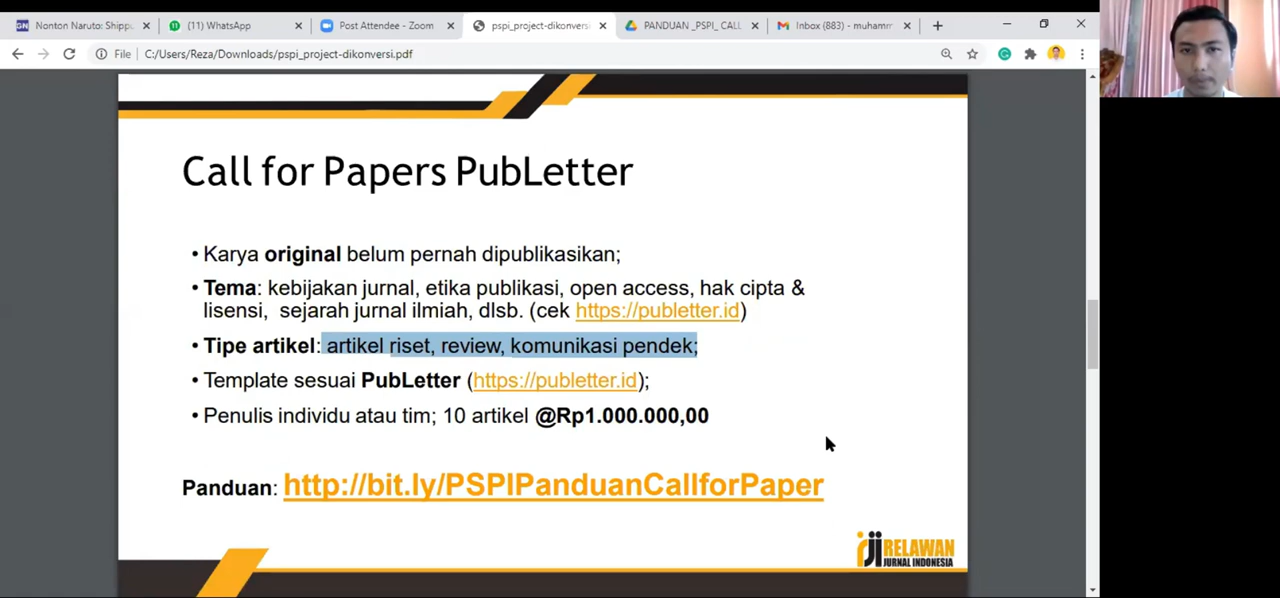 Nonton Naruto: Shippu
(11) WhatsApp
Post Attendee - Zoom
pspi_project-dikonversi
PANDUAN _PSPI_CALL
Inbox (883) - muhamm
File
C:/Users/Reza/Downloads/pspi_project-dikonversi.pdf
Call for Papers PubLetter
• Karya original belum pernah dipublikasikan;
• Tema: kebijakan jurnal, etika publikasi, open access, hak cipta &
lisensi, sejarah jurnal ilmiah, dlsb. (cek https://publetter.id)
• Tipe artikel: artikel riset, review, komunikasi pendek;
• Template sesuai PubLetter (https://publetter.id);
• Penulis individu atau tim; 10 artikel @Rp1.000.000,00
Panduan: http://bit.ly/PSPIPanduanCallforPaper
rji RELAWAN
JURNAL INDONESIA